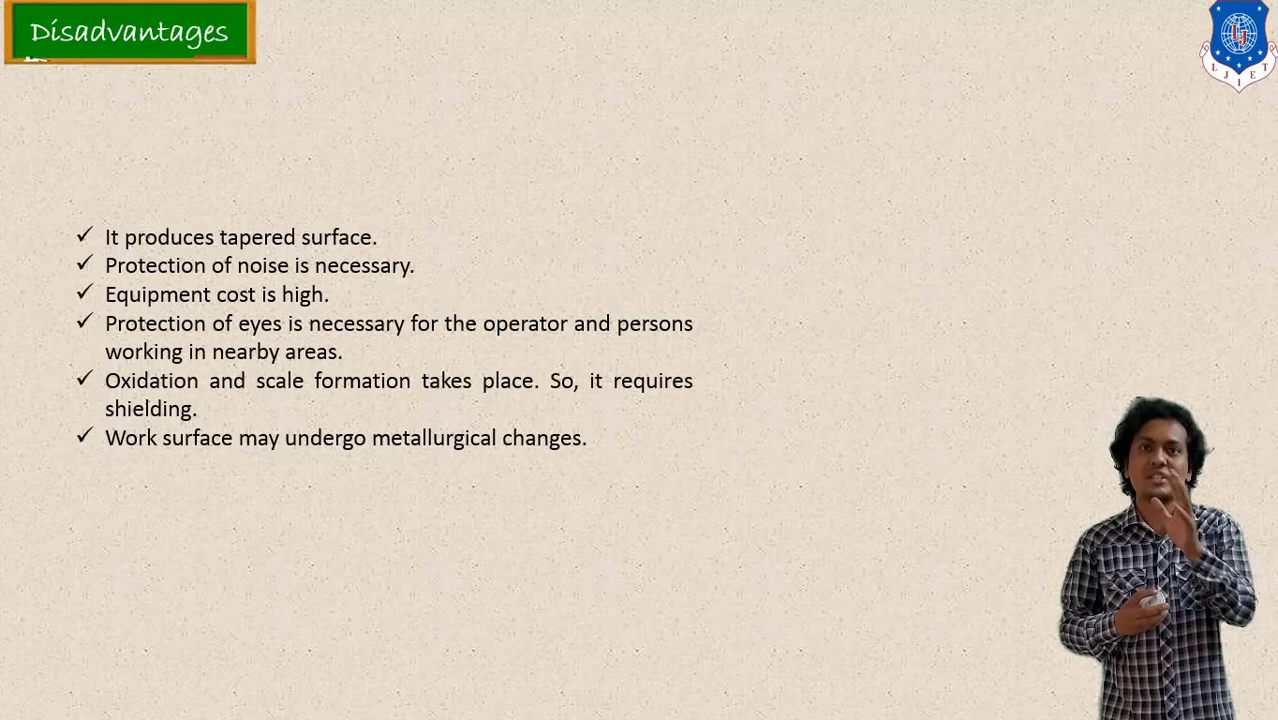 Disadvantages
LJ
L J I E T
✓ It produces tapered surface.
✓ Protection of noise is necessary.
✓ Equipment cost is high.
✓ Protection of eyes is necessary for the operator and persons
working in nearby areas.
✓ Oxidation and scale formation takes place. So, it requires
shielding.
✓ Work surface may undergo metallurgical changes.